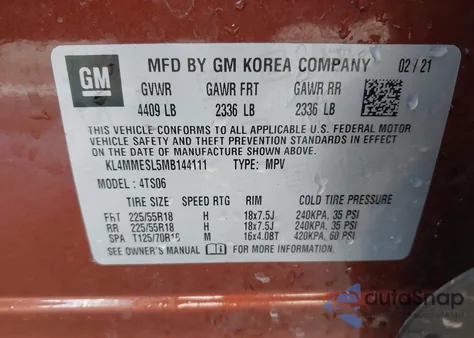 GM
MFD BY GM KOREA COMPANY 02/21
GVWR GAWR FRT GAWR RR
4409 LB 2336 LB 2336 LB
THIS VEHICLE CONFORMS TO ALL APPLICABLE U.S. FEDERAL MOTOR
VEHICLE SAFETY AND THEFT PREVENTION STANDARDS IN EFFECT
ON THE DATE OF MANUFACTURE SHOWN ABOVE.
KL4MMESL5MB144111 TYPE: MPV
MODEL: 4TS06
TIRE SIZE SPEED RTG RIM COLD TIRE PRESSURE
FRT 225/55R18 H 18x7.5J 240KPA, 35 PSI
RR 225/55R18 H 18x7.5J 240KPA, 35 PSI
SPA T125/70R16 M 16x4.0BT 420KPA, 60 PSI
SEE OWNER'S MANUAL FOR MORE INFORMATION
autoSnap